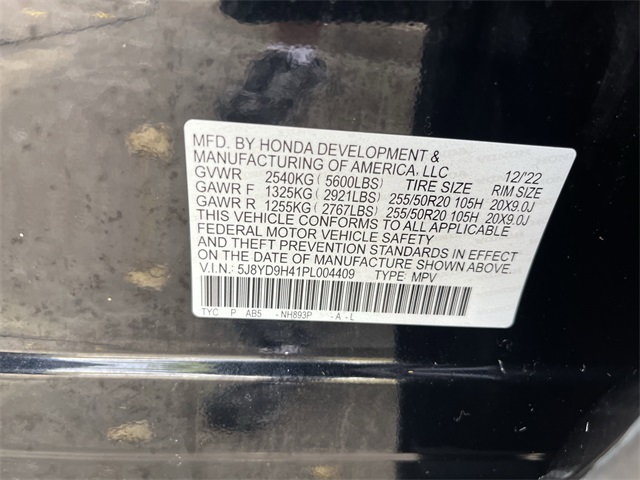 MFD. BY HONDA DEVELOPMENT &
MANUFACTURING OF AMERICA, LLC 12/'22
GVWR 2540KG ( 5600LBS) TIRE SIZE RIM SIZE
GAWR F 1325KG ( 2921LBS) 255/50R20 105H 20X9.0J
GAWR R 1255KG ( 2767LBS) 255/50R20 105H 20X9.0J
THIS VEHICLE CONFORMS TO ALL APPLICABLE
FEDERAL MOTOR VEHICLE SAFETY
AND THEFT PREVENTION STANDARDS IN EFFECT
ON THE DATE OF MANUFACTURE SHOWN ABOVE.
V.I.N.: 5J8YD9H41PL004409 TYPE: MPV
TYC P AB5 -NH893P -A -L